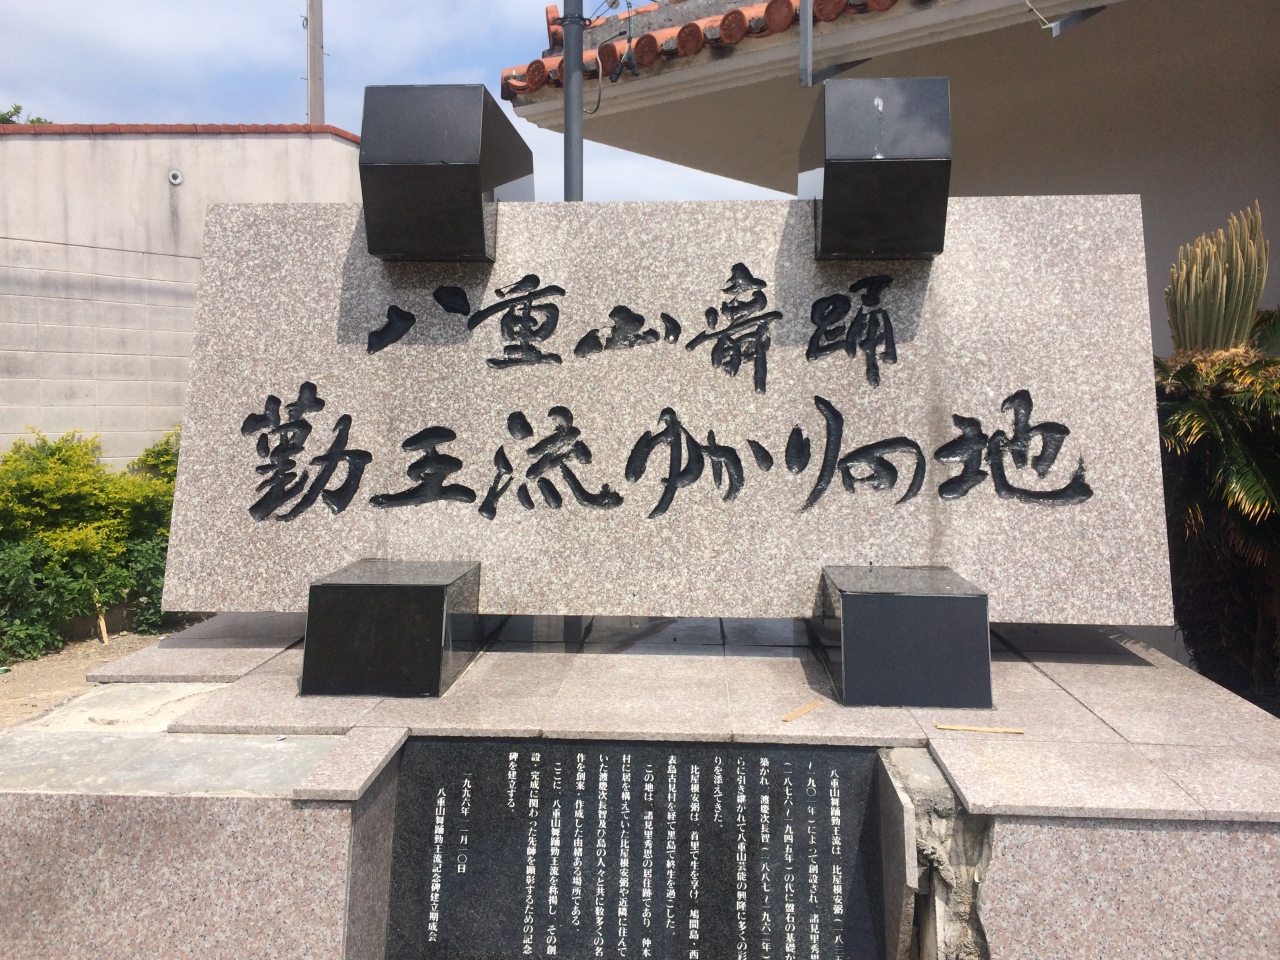 八重山舞踊
勤王流ゆかりの地
八重山舞踊勤王流は、比屋根安弼(一八三五
~一九〇一年)によって創設され、諸見里秀思
(一八七六~一九四五年)の代に盤石の基礎が
築かれ、渡慶次長智(一八八七~一九六二年)
らに引き継がれて八重山芸能の興隆に多くの彩
りを添えてきた。
比屋根安弼は、首里で生を享け、鳩間島・西
表島古見村を経て黒島で終生を過ごした。
この地は、諸見里秀思の居住跡であり、仲本
村に居を構えていた比屋根安弼や近隣に住んで
いた渡慶次長智及び島の人々と共に数多くの名
作を創案・作成した由緒ある場所である。
ここに、八重山舞踊勤王流を称揚し、その創
設・完成に関わった先師を顕彰するための記念
碑を建立する。
一九九六年 二月一〇日
八重山舞踊勤王流記念碑建立期成会